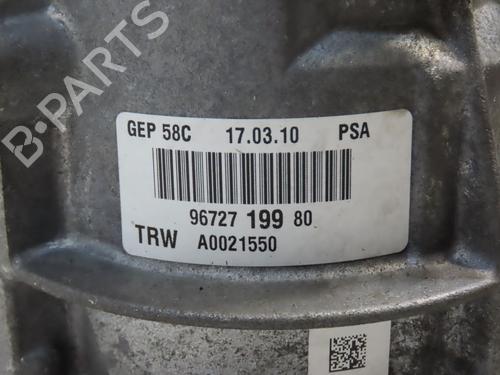 B-PARTS
GEP 58C 17.03.10 PSA
96727 199 80
TRW A0021550